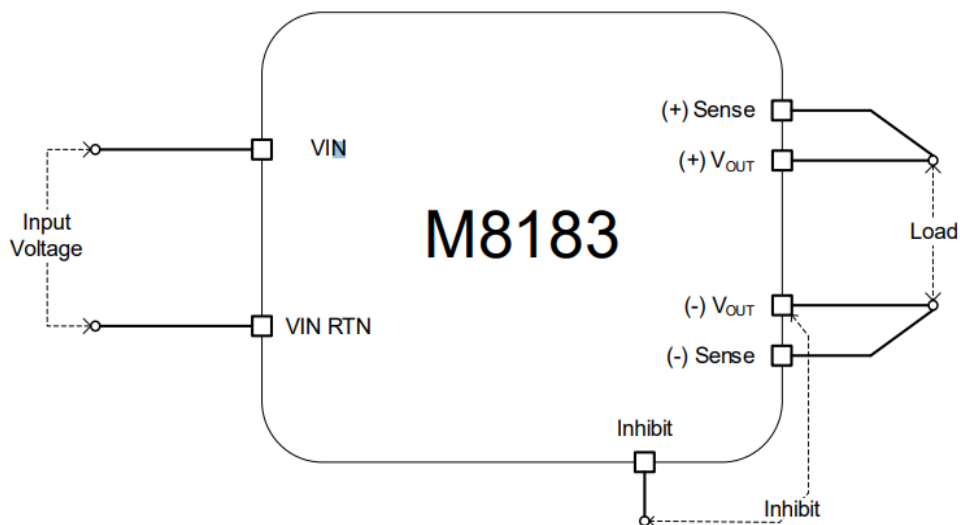 (+) Sense
VIN
(+) VOUT
Input
Voltage
M8183
Load
(-) VOUT
VIN RTN
(-) Sense
Inhibit
Inhibit